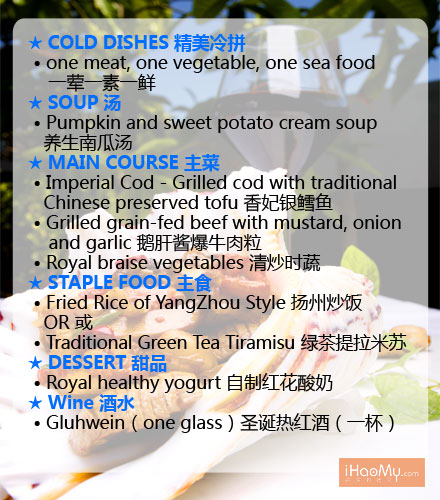 ★ COLD DISHES 精美冷拼
• one meat, one vegetable, one sea food
一荤一素一鲜
★ SOUP 汤
• Pumpkin and sweet potato cream soup
养生南瓜汤
★ MAIN COURSE 主菜
• Imperial Cod - Grilled cod with traditional
Chinese preserved tofu 香妃银鳕鱼
• Grilled grain-fed beef with mustard, onion
and garlic 鹅肝酱爆牛肉粒
• Royal braise vegetables 清炒时蔬
★ STAPLE FOOD 主食
• Fried Rice of YangZhou Style 扬州炒饭
OR 或
• Traditional Green Tea Tiramisu 绿茶提拉米苏
★ DESSERT 甜品
• Royal healthy yogurt 自制红花酸奶
★ Wine 酒水
• Gluhwein（one glass）圣诞热红酒（一杯）
iHaoMy.com